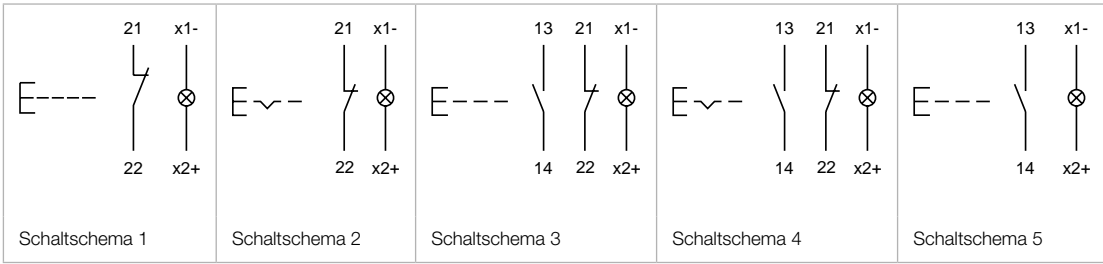 21 x1- 21 x1- 13 21 x1- 13 21 x1- 13 x1-
22 x2+ 22 x2+ 14 22 x2+ 14 22 x2+ 14 x2+
Schaltschema 1 Schaltschema 2 Schaltschema 3 Schaltschema 4 Schaltschema 5